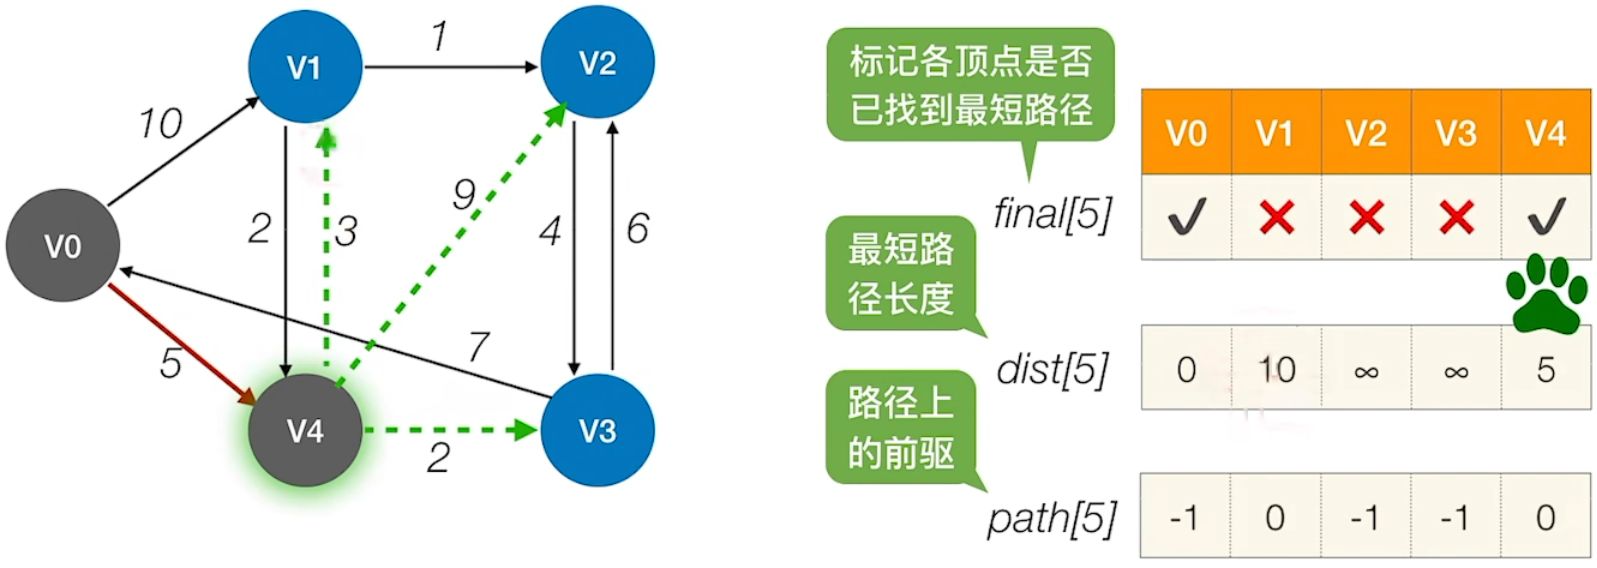 V1
1
V2
10
2
3
9
4
6
V0
5
7
V4
2
V3
标记各顶点是否
已找到最短路径
V0 V1 V2 V3 V4
final[5] ✓ ✕ ✕ ✕ ✓
最短路
径长度
dist[5] 0 10 ∞ ∞ 5
路径上
的前驱
path[5] -1 0 -1 -1 0